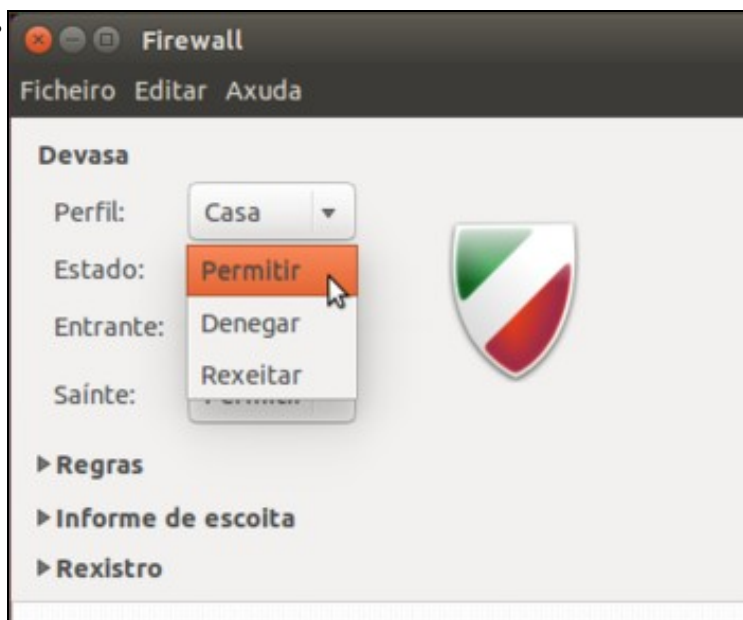 Firewall
Ficheiro Editar Axuda
Devasa
Perfil: Casa
Estado: Permitir
Entrante: Denegar
Rexeitar
Saínte:
Regras
Informe de escoita
Rexistro